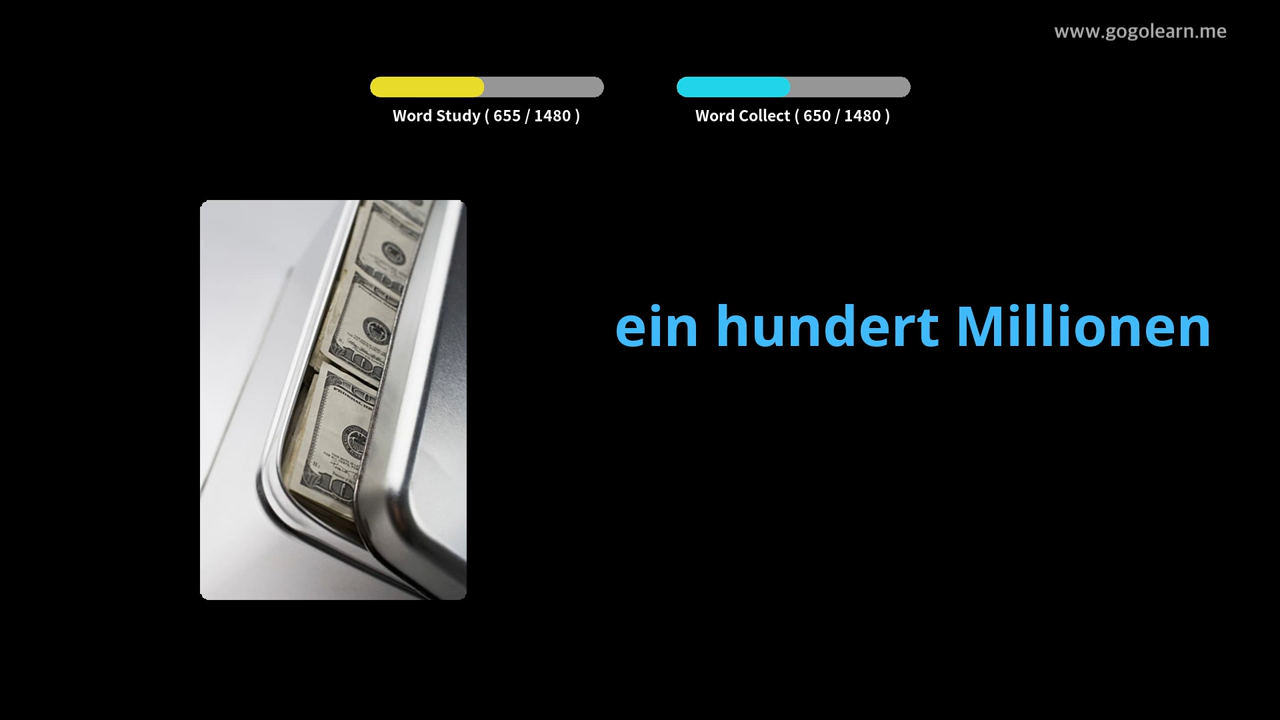 www.gogolearn.me
Word Study ( 655 / 1480 )
Word Collect ( 650 / 1480 )
ein hundert Millionen